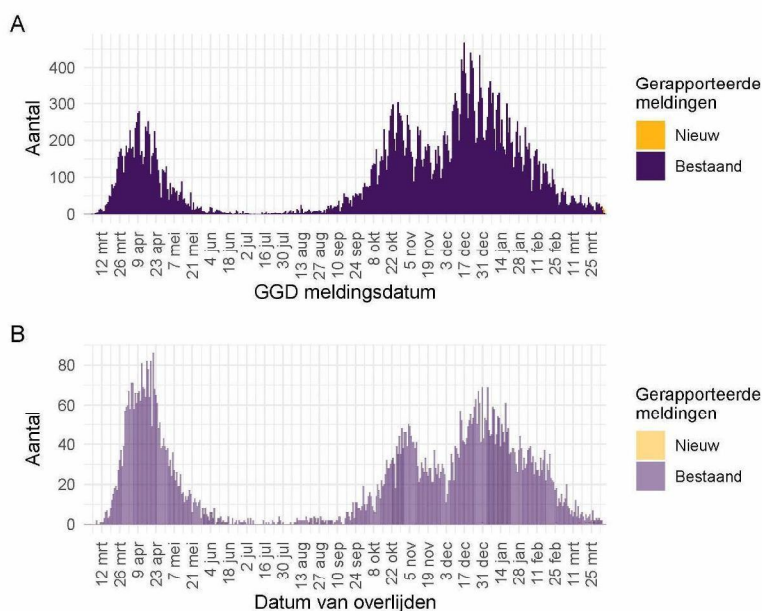 A
Aantal
400
300
200
100
0
12 mrt
26 mrt
9 apr
23 apr
7 mei
21 mei
4 jun
18 jun
2 jul
16 jul
30 jul
13 aug
27 aug
10 sep
24 sep
8 okt
22 okt
5 nov
19 nov
3 dec
17 dec
31 dec
14 jan
28 jan
11 feb
25 feb
11 mrt
25 mrt
GGD meldingsdatum
Gerapporteerde
meldingen
Nieuw
Bestaand
B
Aantal
80
60
40
20
0
12 mrt
26 mrt
9 apr
23 apr
7 mei
21 mei
4 jun
18 jun
2 jul
16 jul
30 jul
13 aug
27 aug
10 sep
24 sep
8 okt
22 okt
5 nov
19 nov
3 dec
17 dec
31 dec
14 jan
28 jan
11 feb
25 feb
11 mrt
25 mrt
Datum van overlijden
Gerapporteerde
meldingen
Nieuw
Bestaand